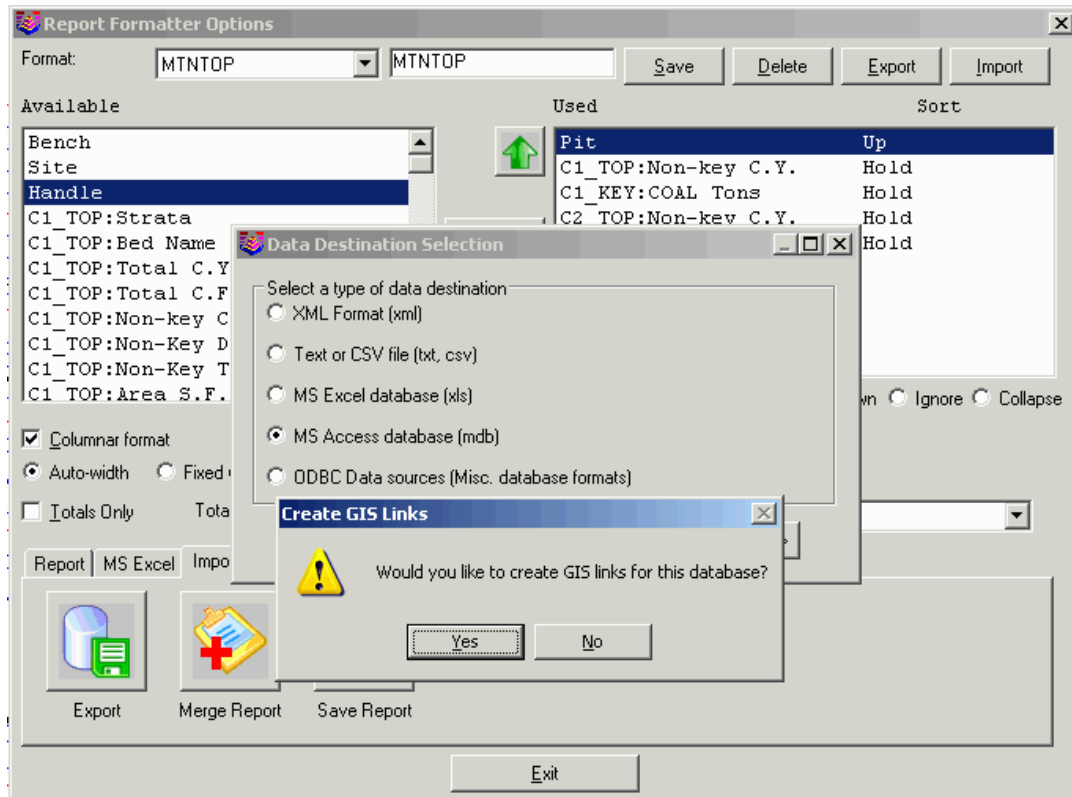 Report Formatter Options
Format:
MTNTOP
MTNTOP
Save
Delete
Export
Import
Available
Used Sort
Bench
Site
Handle
C1_TOP:Strata
C1_TOP:Bed Name
C1_TOP:Total C.Y
C1_TOP:Total C.F
C1_TOP:Non-key C
C1_TOP:Non-Key D
C1_TOP:Non-Key T
C1_TOP:Area S.F.
Pit Up
C1_TOP:Non-key C.Y. Hold
C1_KEY:COAL Tons Hold
C2_TOP:Non-key C.Y. Hold
Hold
Ignore
Collapse
Columnar format
Auto-width
Fixed
Totals Only
Data Destination Selection
Select a type of data destination
XML Format (xml)
Text or CSV file (txt, csv)
MS Excel database (xls)
MS Access database (mdb)
ODBC Data sources (Misc. database formats)
Create GIS Links
Would you like to create GIS links for this database?
Yes
No
Report
MS Excel
Export
Merge Report
Save Report
Exit